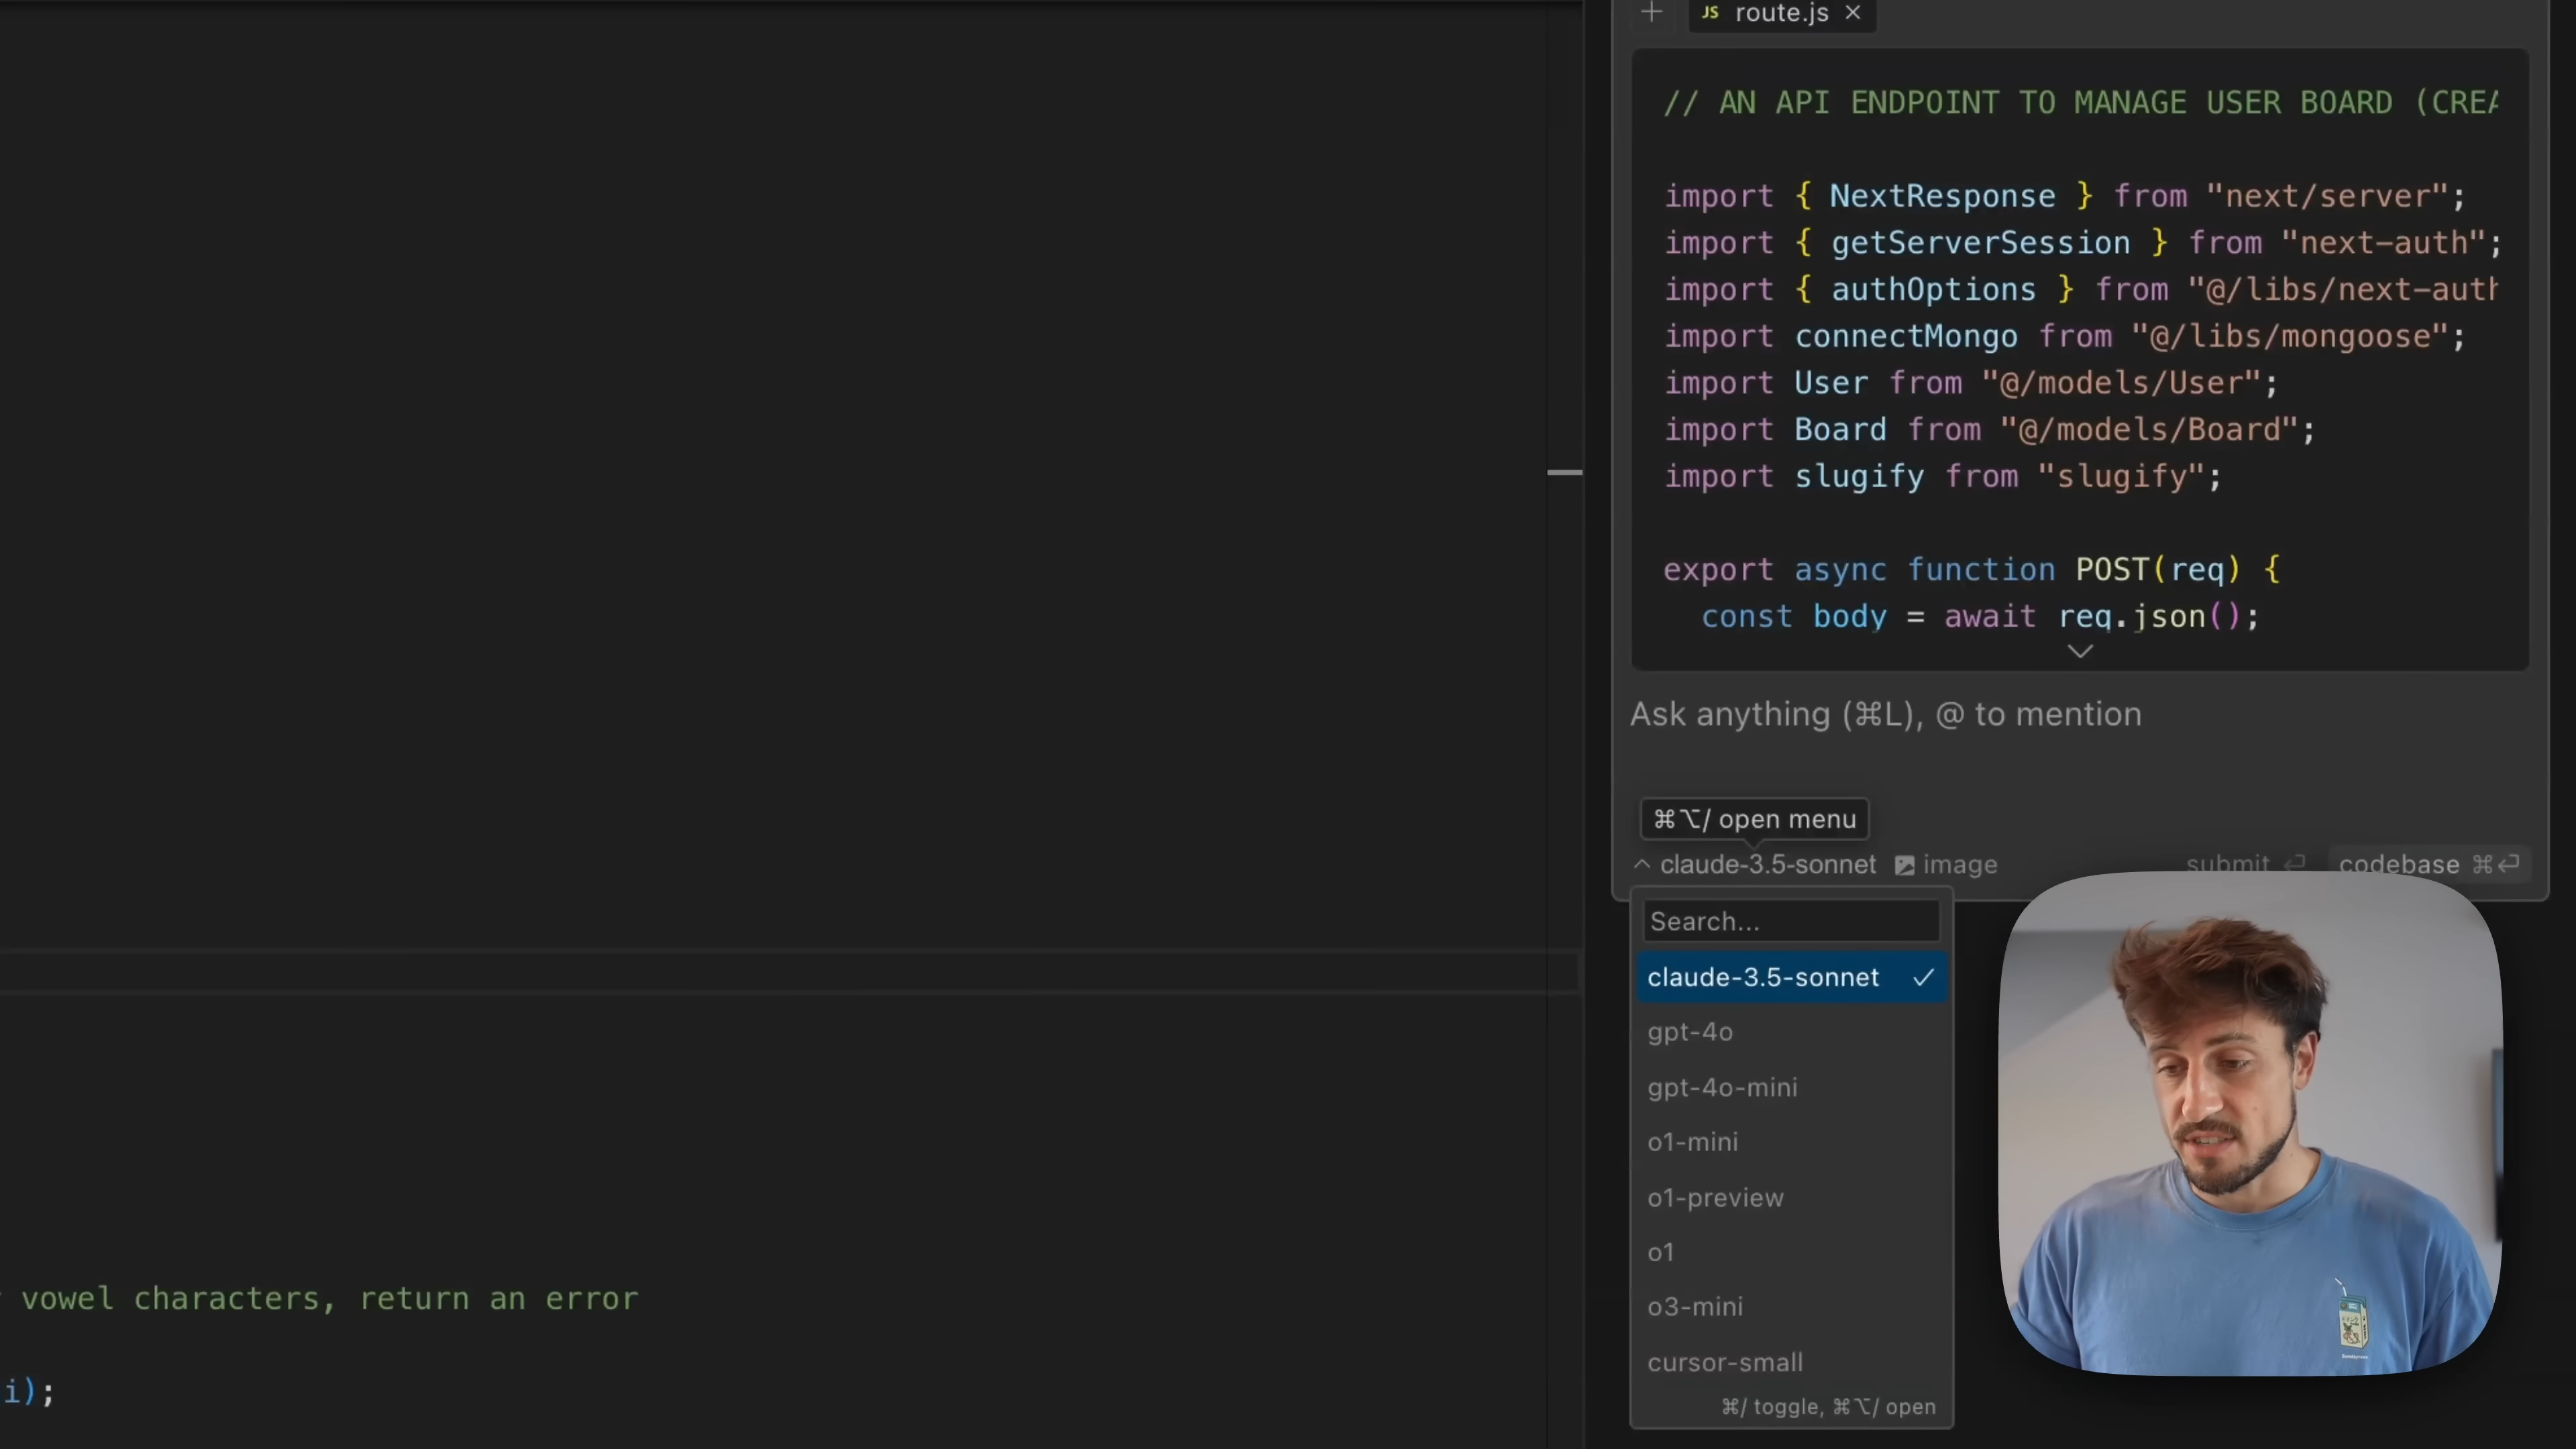 route.js
// AN API ENDPOINT TO MANAGE USER BOARD (CREA
import { NextResponse } from "next/server";
import { getServerSession } from "next-auth";
import { authOptions } from "@/libs/next-auth
import connectMongo from "@/libs/mongoose";
import User from "@/models/User";
import Board from "@/models/Board";
import slugify from "slugify";
export async function POST(req) {
const body = await req.json();
Ask anything (⌘L), @ to mention
⌘⌥/ open menu
claude-3.5-sonnet image submit codebase ⌘⏎
Search...
claude-3.5-sonnet
gpt-4o
gpt-4o-mini
o1-mini
o1-preview
o1
o3-mini
cursor-small
⌘/ toggle, ⌘⌥/ open
vowel characters, return an error
i);